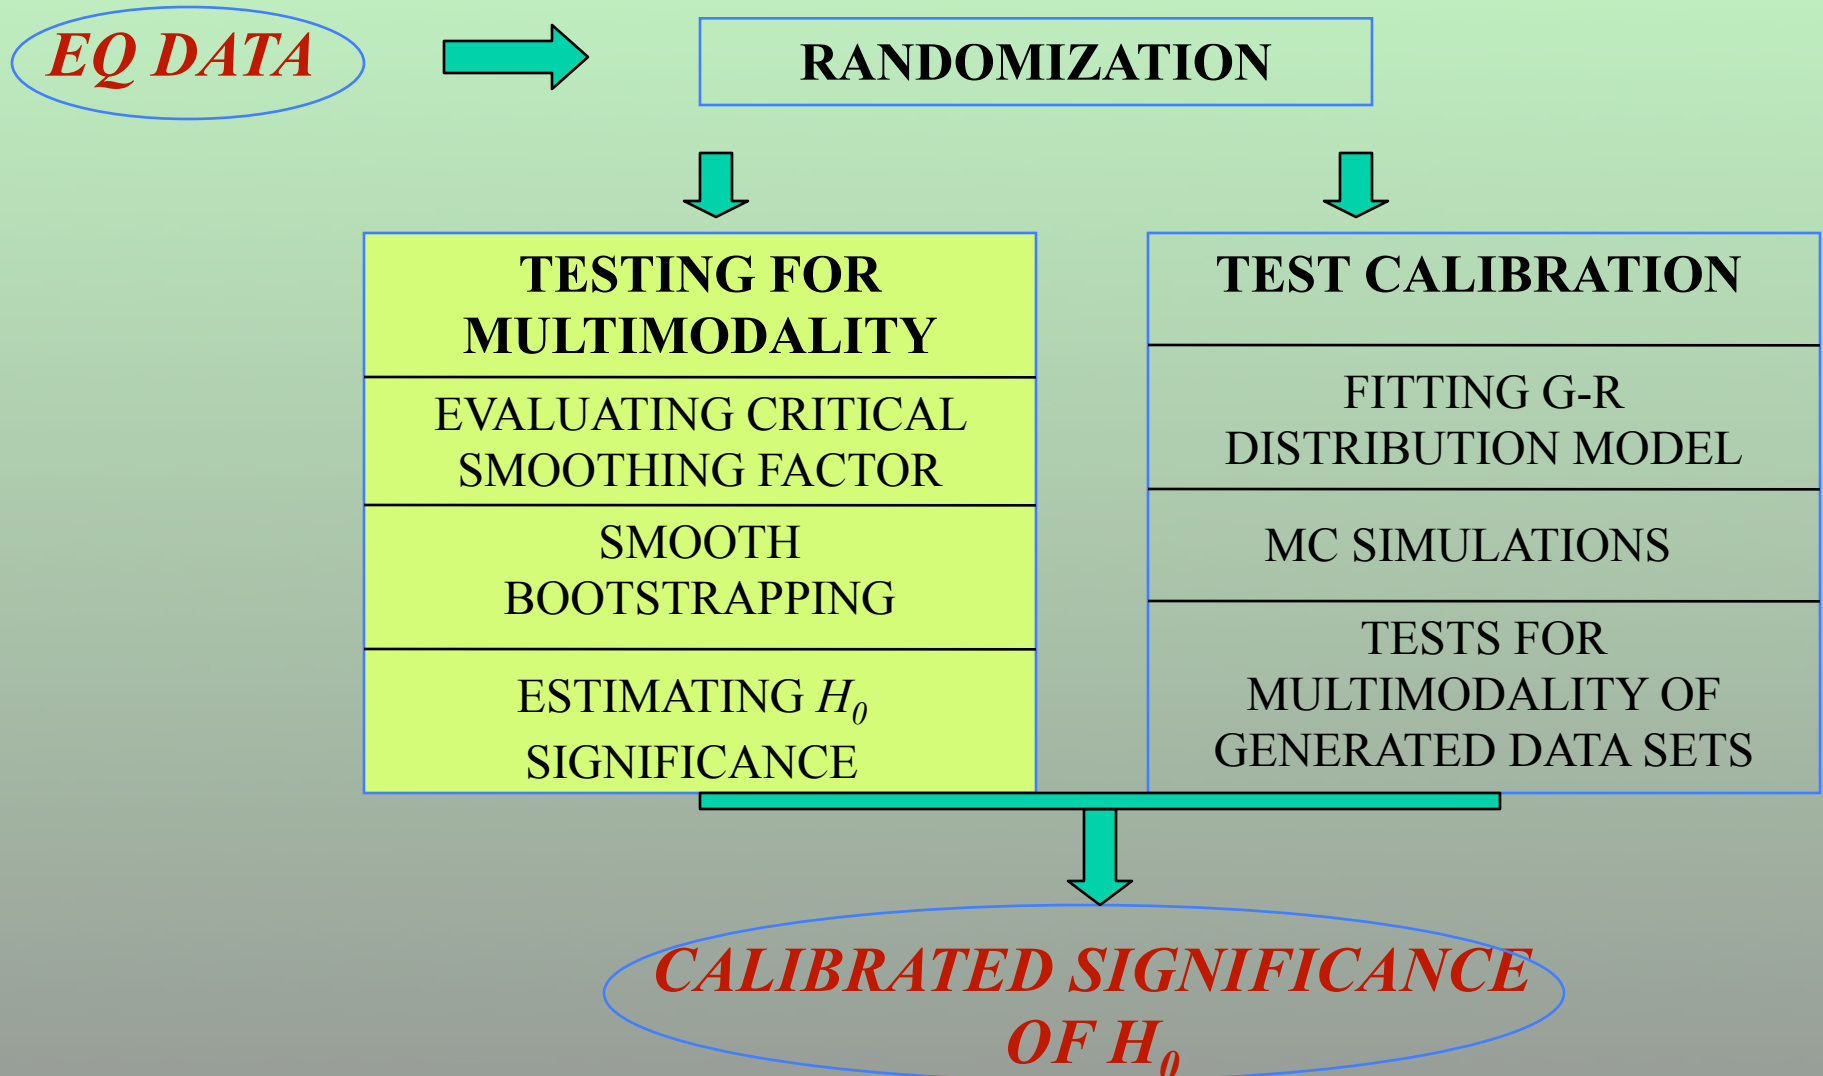 EQ DATA
RANDOMIZATION
TESTING FOR
MULTIMODALITY
EVALUATING CRITICAL
SMOOTHING FACTOR
SMOOTH
BOOTSTRAPPING
ESTIMATING H0
SIGNIFICANCE
TEST CALIBRATION
FITTING G-R
DISTRIBUTION MODEL
MC SIMULATIONS
TESTS FOR
MULTIMODALITY OF
GENERATED DATA SETS
CALIBRATED SIGNIFICANCE
OF H0